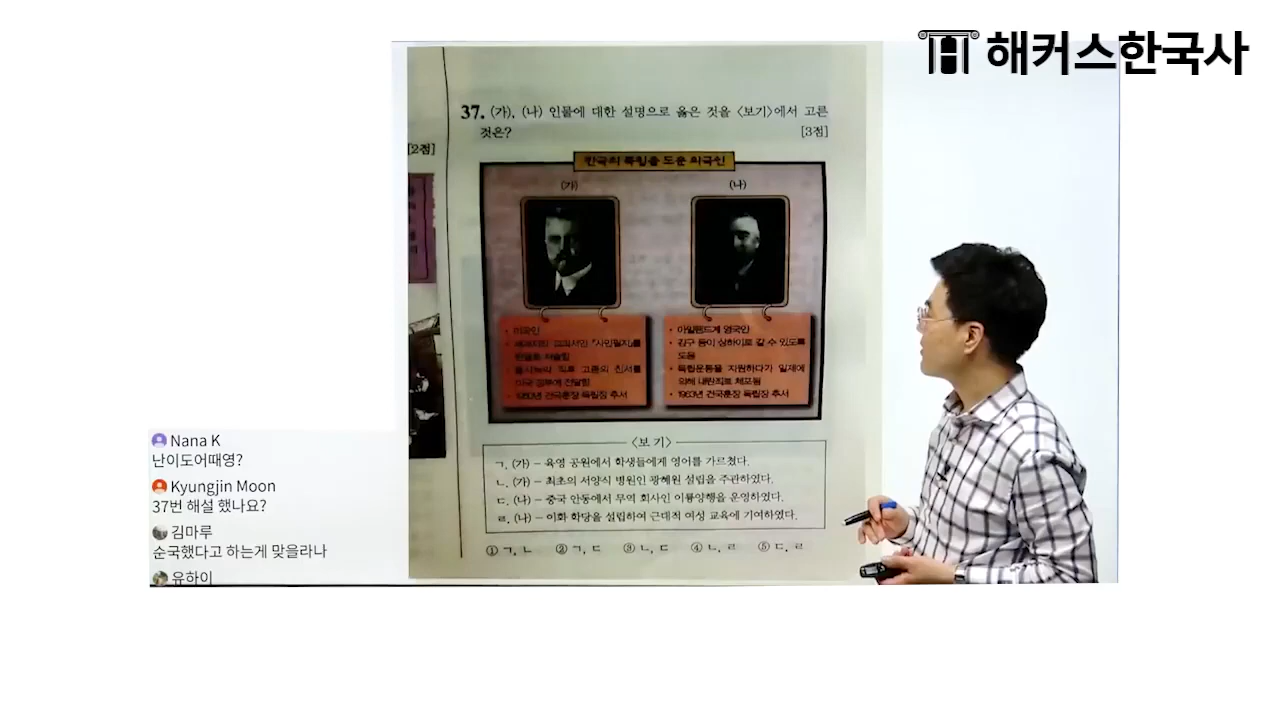 해커스한국사
37. (가), (나) 인물에 대한 설명으로 옳은 것을 <보기>에서 고른
것은?
[3점]
[2점]
한국의 독립을 도운 외국인
(가)
(나)
• 미국인
• 세계지리 교과서인 『사민필지』를
한글로 저술함
• 을사늑약 직후 고종의 친서를
미국 정부에 전달함
• 1950년 건국훈장 독립장 추서
• 아일랜드계 영국인
• 김구 등이 상하이로 갈 수 있도록
도움
• 독립운동을 지원하다가 일제에
의해 내란죄로 체포됨
• 1963년 건국훈장 독립장 추서
<보 기>
ㄱ. (가) – 육영 공원에서 학생들에게 영어를 가르쳤다.
ㄴ. (가) – 최초의 서양식 병원인 광혜원 설립을 주관하였다.
ㄷ. (나) – 중국 안동에서 무역 회사인 이륭양행을 운영하였다.
ㄹ. (나) – 이화 학당을 설립하여 근대적 여성 교육에 기여하였다.
① ㄱ, ㄴ ② ㄱ, ㄷ ③ ㄴ, ㄷ ④ ㄴ, ㄹ ⑤ ㄷ, ㄹ
Nana K
난이도어때영?
Kyungjin Moon
37번 해설 했나요?
김마루
순국했다고 하는게 맞을라나
유하이